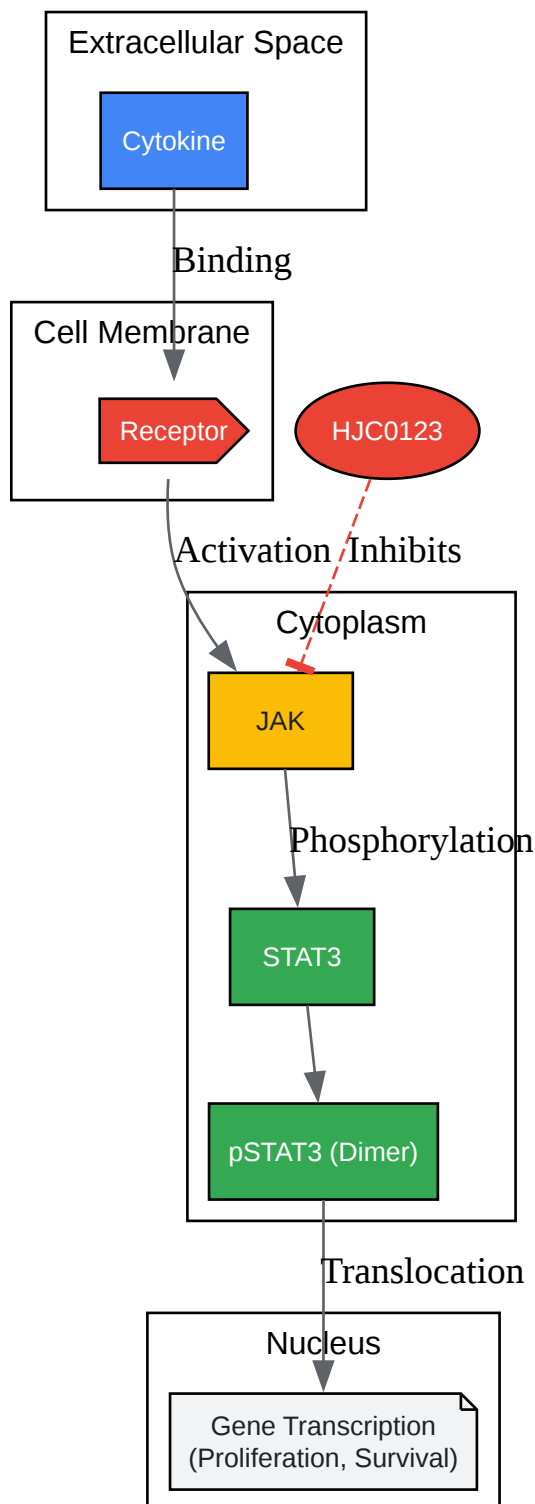 Extracellular Space
Cytokine
Binding
Cell Membrane
Receptor
HJC0123
Activation
Inhibits
Cytoplasm
JAK
Phosphorylation
STAT3
pSTAT3 (Dimer)
Translocation
Nucleus
Gene Transcription
(Proliferation, Survival)